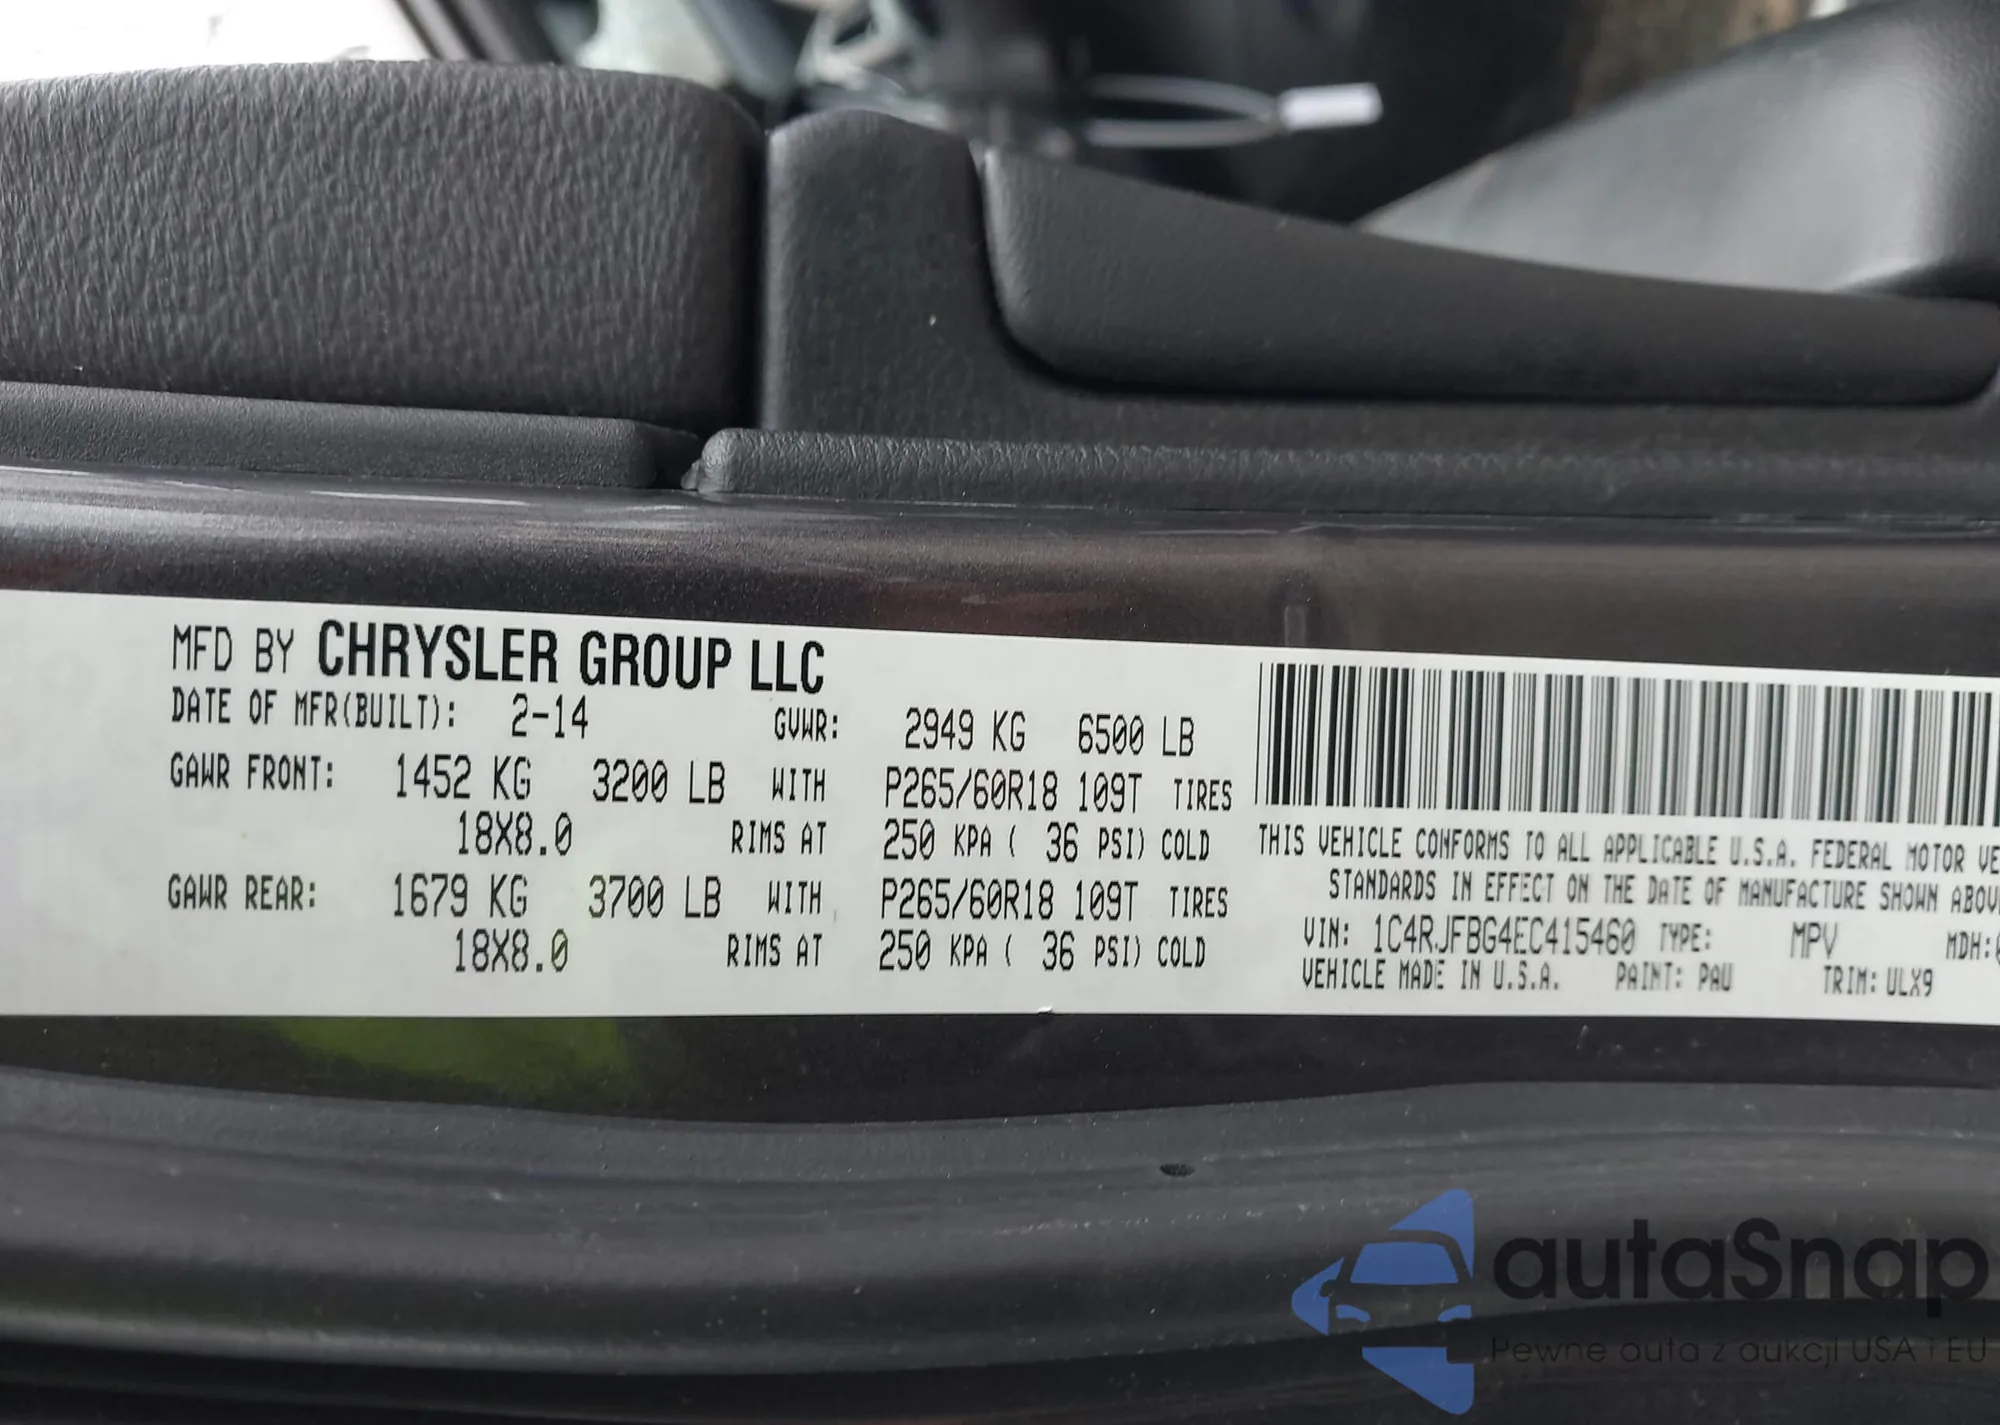 MFD BY CHRYSLER GROUP LLC
DATE OF MFR(BUILT): 2-14 GVWR: 2949 KG 6500 LB
GAWR FRONT: 1452 KG 3200 LB WITH P265/60R18 109T TIRES
18X8.0 RIMS AT 250 KPA ( 36 PSI) COLD
GAWR REAR: 1679 KG 3700 LB WITH P265/60R18 109T TIRES
18X8.0 RIMS AT 250 KPA ( 36 PSI) COLD
THIS VEHICLE CONFORMS TO ALL APPLICABLE U.S.A. FEDERAL MOTOR VE
STANDARDS IN EFFECT ON THE DATE OF MANUFACTURE SHOWN ABOV
VIN: 1C4RJFBG4EC415460 TYPE: MPV MDH:
VEHICLE MADE IN U.S.A. PAINT: PAU TRIM: ULX9
autaSnap
Pewne auta z aukcji USA i EU